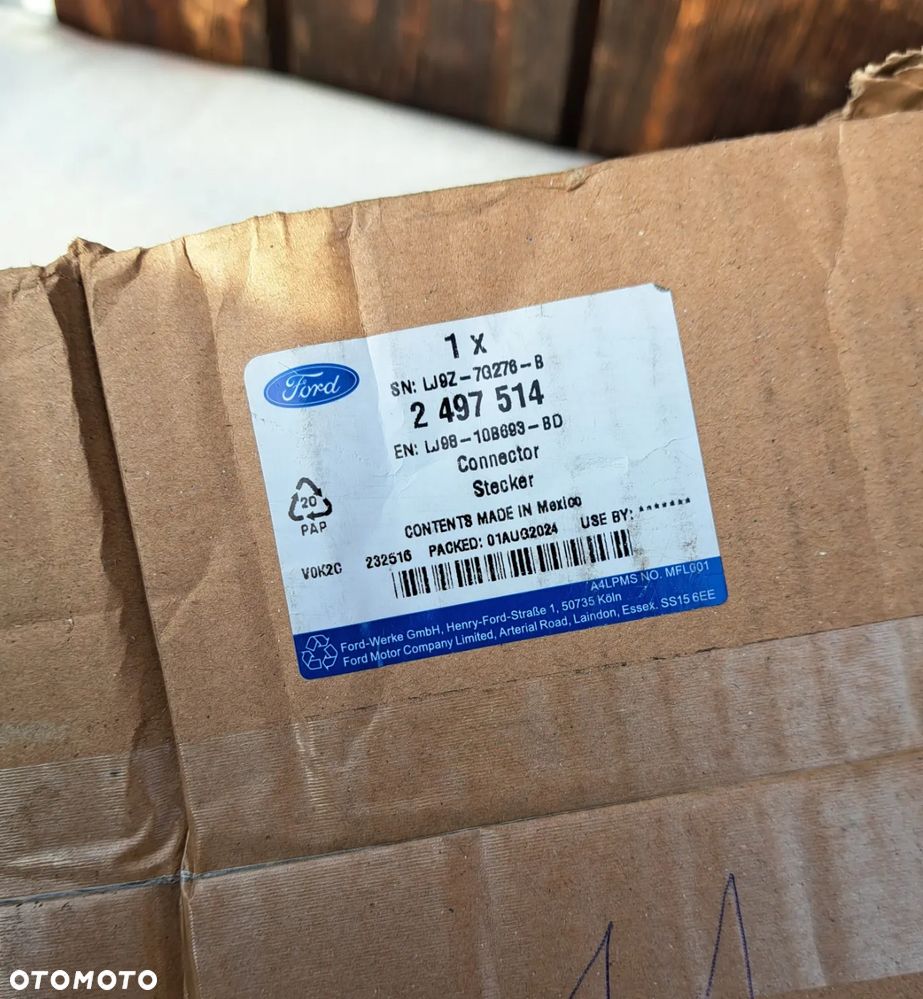 1 x
Ford
SN: LJ9Z-7G276-B
2 497 514
EN: LJ98-10B693-BD
Connector
Stecker
20
PAP
CONTENTS MADE IN Mexico
V0K2C 232516 PACKED: 01AUG2024 USE BY: *******
A4LPMS NO. MFL001
Ford-Werke GmbH, Henry-Ford-Straße 1, 50735 Köln
Ford Motor Company Limited, Arterial Road, Laindon, Essex. SS15 6EE
OTOMOTO